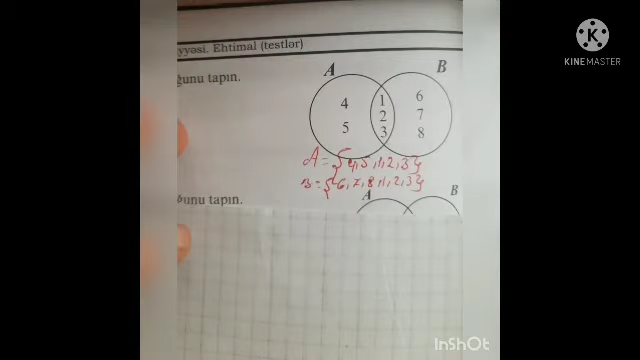 yyəsi. Ehtimal (testlər)
ğunu tapın.
A B
4 1 6
2 7
5 3 8
A = {4,5,1,2,3}
B = {6,7,8,1,2,3}
unu tapın.
A B
KINEMASTER
InShOt